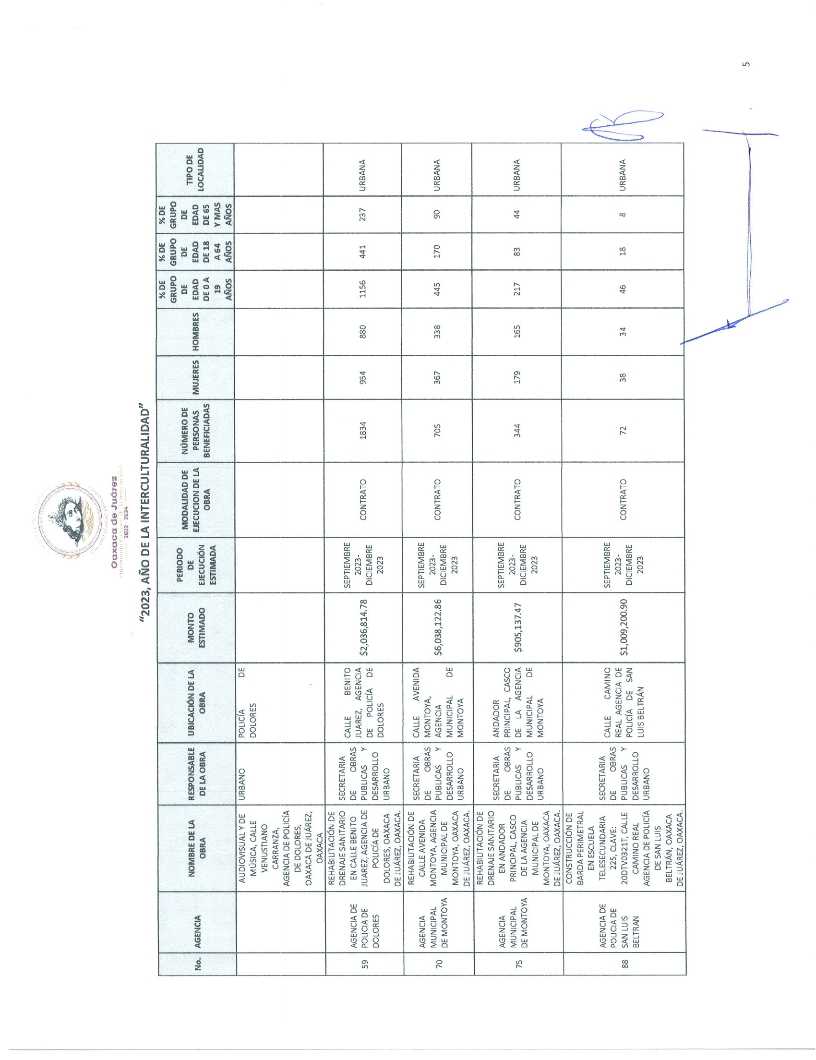 Oaxaca de Juárez
2022 - 2024
“2023, AÑO DE LA INTERCULTURALIDAD”
No.
AGENCIA
NOMBRE DE LA
OBRA
RESPONSABLE
DE LA OBRA
UBICACIÓN DE LA
OBRA
MONTO
ESTIMADO
PERIODO
DE
EJECUCIÓN
ESTIMADA
MODALIDAD DE
EJECUCION DE LA
OBRA
NÚMERO DE
PERSONAS
BENEFICIADAS
MUJERES
HOMBRES
% DE
GRUPO
DE
EDAD
DE 0 A
19
AÑOS
% DE
GRUPO
DE
EDAD
DE 18
A 64
AÑOS
% DE
GRUPO
DE
EDAD
DE 65
Y MAS
AÑOS
TIPO DE
LOCALIDAD
AUDIOVISUAL Y DE
MÚSICA, CALLE
VENUSTIANO
CARRANZA,
AGENCIA DE POLICÍA
DE DOLORES,
OAXACA DE JUÁREZ,
OAXACA
URBANO
POLICÍA DE
DOLORES
59
AGENCIA DE
POLICIA DE
DOLORES
REHABILITACIÓN DE
DRENAJE SANITARIO
EN CALLE BENITO
JUAREZ, AGENCIA DE
POLICÍA DE
DOLORES, OAXACA
DE JUÁREZ, OAXACA.
SECRETARIA
DE OBRAS
PUBLICAS Y
DESARROLLO
URBANO
CALLE BENITO
JUAREZ, AGENCIA
DE POLICÍA DE
DOLORES
$2,036,814.78
SEPTIEMBRE
2023-
DICIEMBRE
2023
CONTRATO
1834
954
880
1156
441
237
URBANA
70
AGENCIA
MUNICIPAL
DE MONTOYA
REHABILITACIÓN DE
CALLE AVENIDA
MONTOYA, AGENCIA
MUNICIPAL DE
MONTOYA, OAXACA
DE JUÁREZ, OAXACA.
SECRETARIA
DE OBRAS
PUBLICAS Y
DESARROLLO
URBANO
CALLE AVENIDA
MONTOYA,
AGENCIA
MUNICIPAL DE
MONTOYA
$6,038,122.86
SEPTIEMBRE
2023-
DICIEMBRE
2023
CONTRATO
705
367
338
445
170
90
URBANA
75
AGENCIA
MUNICIPAL
DE MONTOYA
REHABILITACIÓN DE
DRENAJE SANITARIO
EN ANDADOR
PRINCIPAL, CASCO
DE LA AGENCIA
MUNICIPAL DE
MONTOYA, OAXACA
DE JUÁREZ, OAXACA.
SECRETARIA
DE OBRAS
PUBLICAS Y
DESARROLLO
URBANO
ANDADOR
PRINCIPAL, CASCO
DE LA AGENCIA
MUNICIPAL DE
MONTOYA
$905,137.47
SEPTIEMBRE
2023-
DICIEMBRE
2023
CONTRATO
344
179
165
217
83
44
URBANA
88
AGENCIA DE
POLICIA DE
SAN LUIS
BELTRAN
CONSTRUCCIÓN DE
BARDA PERIMETRAL
EN ESCUELA
TELESECUNDARIA
225, CLAVE:
20DTV0321T, CALLE
CAMINO REAL
AGENCIA DE POLICÍA
DE SAN LUIS
BELTRÁN, OAXACA
DE JUÁREZ, OAXACA.
SECRETARIA
DE OBRAS
PUBLICAS Y
DESARROLLO
URBANO
CALLE CAMINO
REAL AGENCIA DE
POLICÍA DE SAN
LUIS BELTRÁN
$1,009,200.90
SEPTIEMBRE
2023-
DICIEMBRE
2023
CONTRATO
72
38
34
46
18
8
URBANA
5